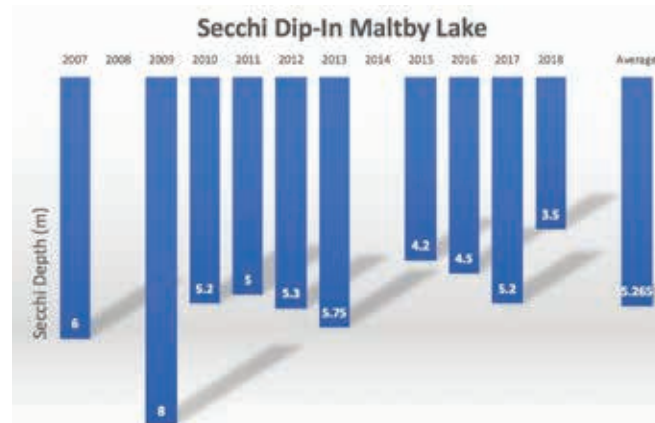 Secchi Dip-In Maltby Lake
2007 2008 2009 2010 2011 2012 2013 2014 2015 2016 2017 2018 Average
Secchi Depth (m)
3.5
4.2
4.5
5.2 5 5.3 5.2 5.265
6 5.75
8